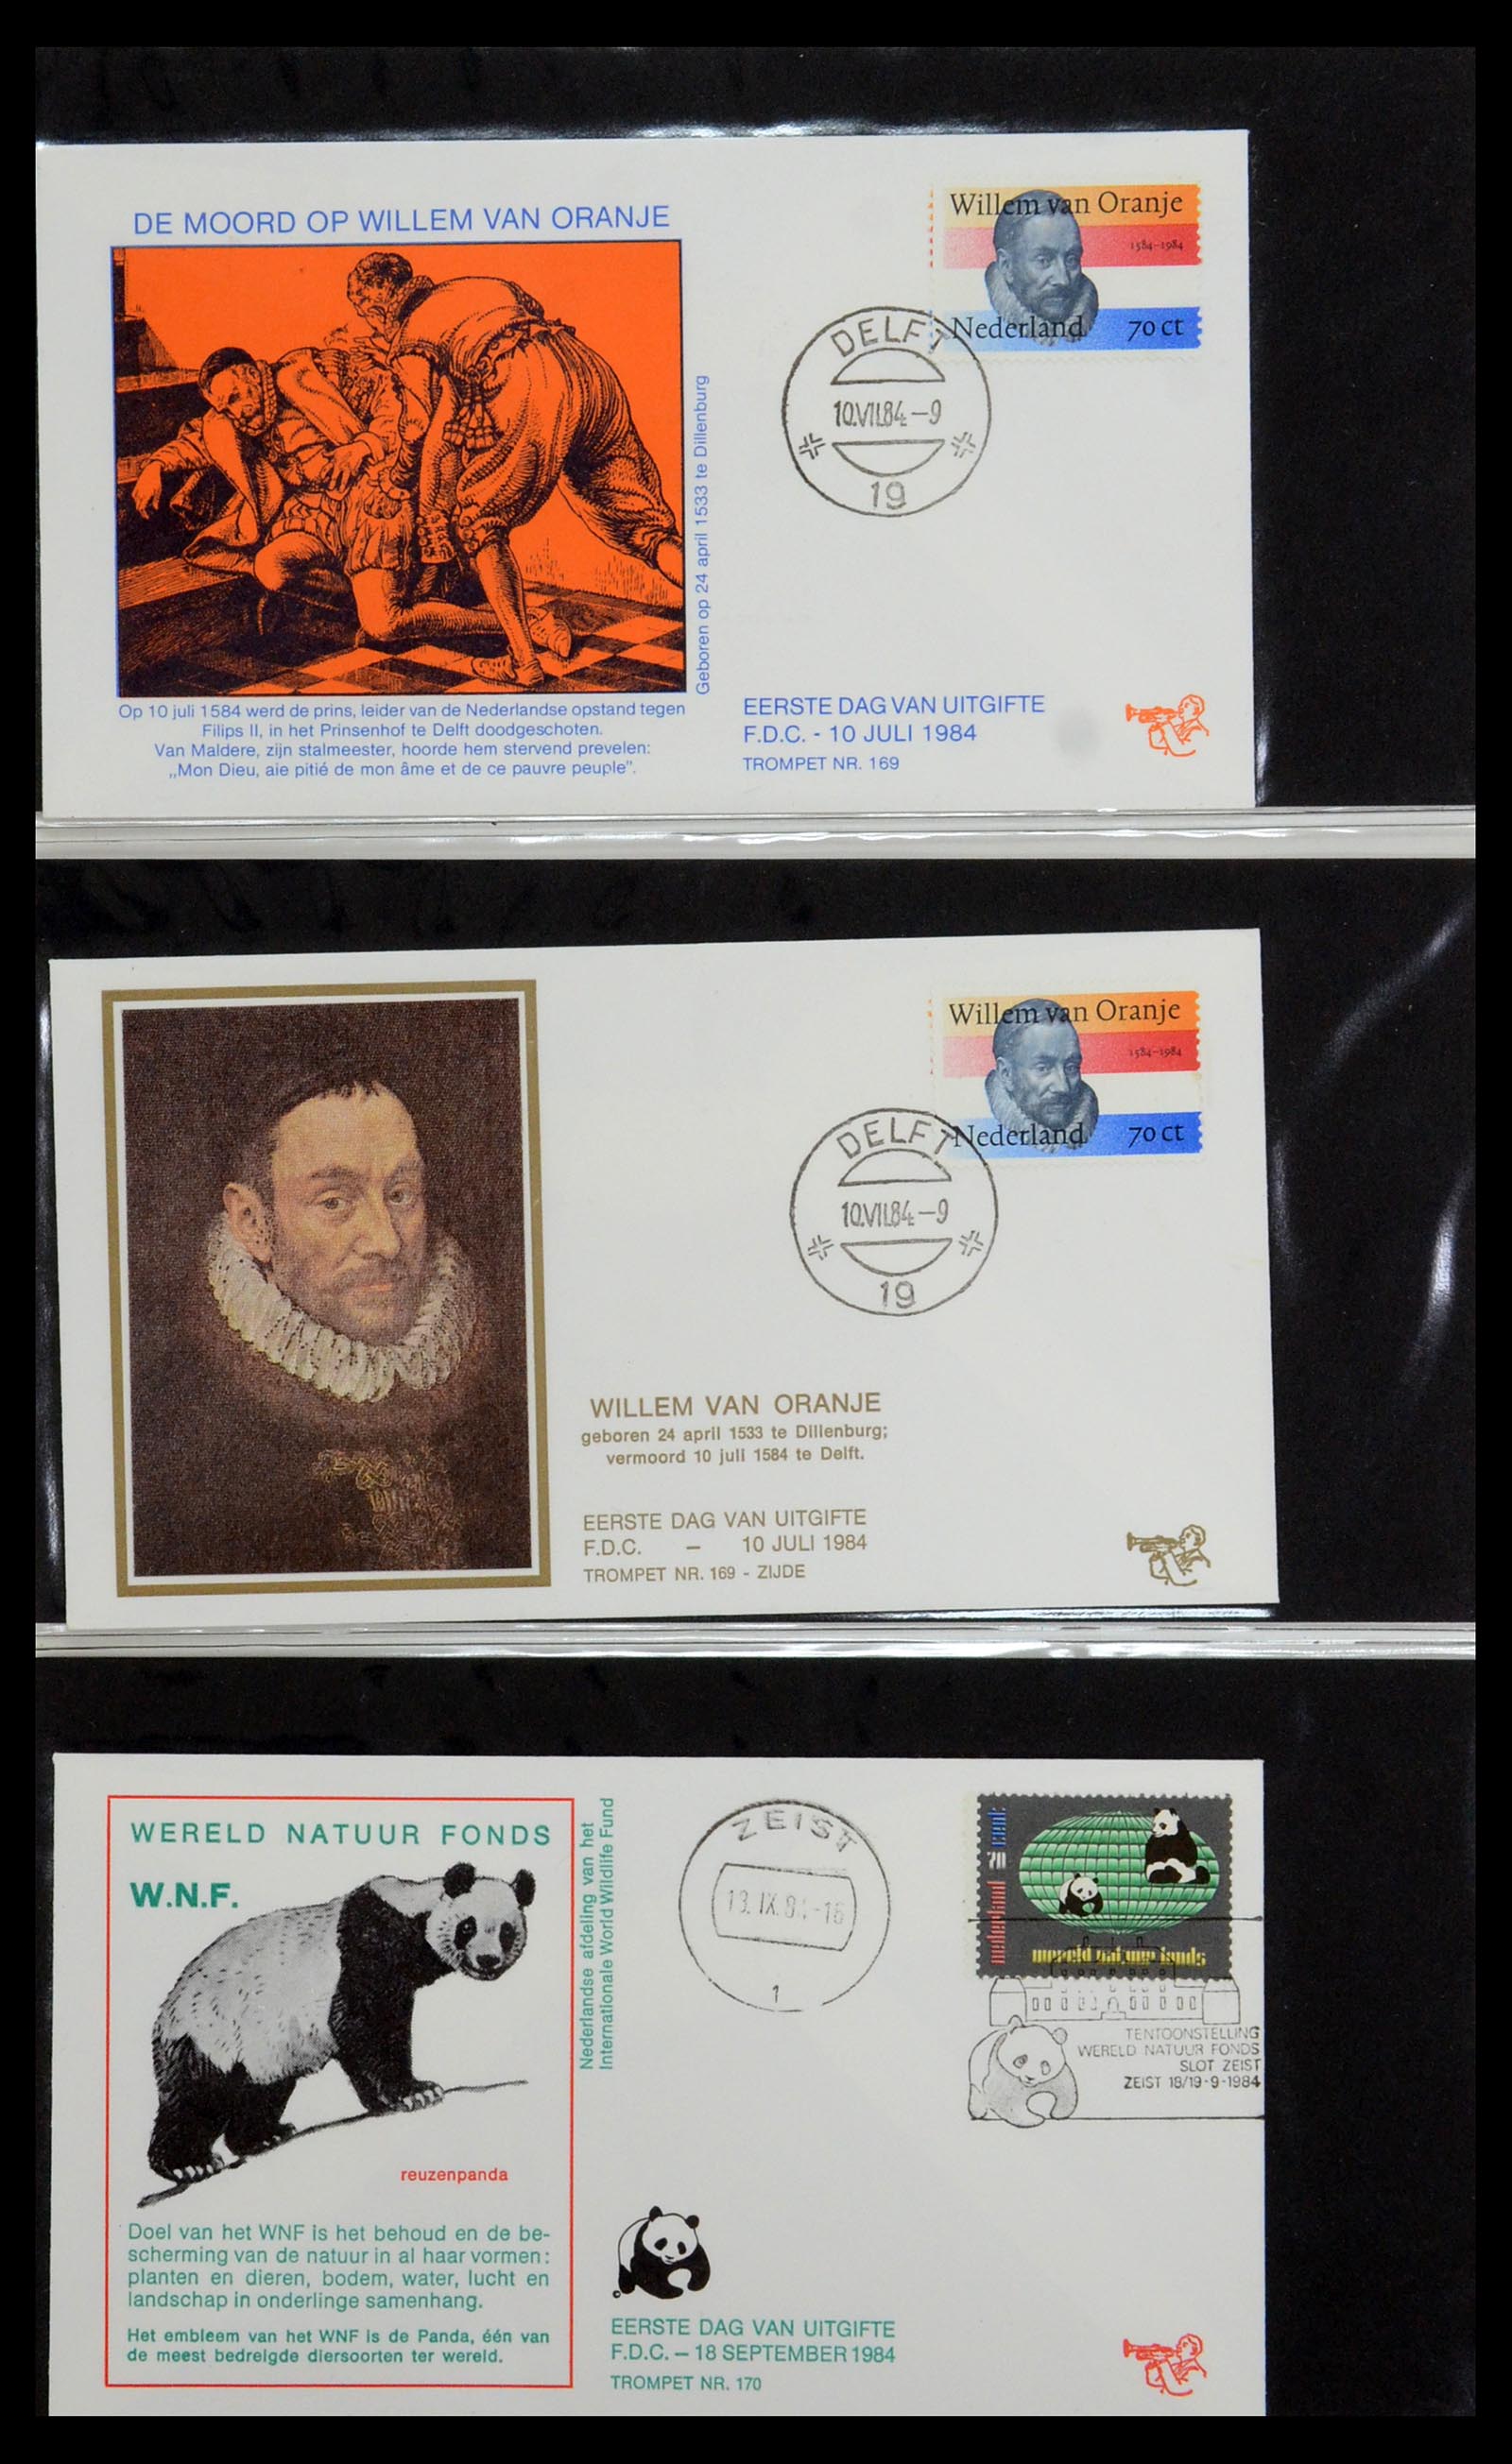 DE MOORD OP WILLEM VAN ORANJE
Geboren op 24 april 1533 te Dillenburg
Op 10 juli 1584 werd de prins, leider van de Nederlandse opstand tegen
Filips II, in het Prinsenhof te Delft doodgeschoten.
Van Maldere, zijn stalmeester, hoorde hem stervend prevelen:
„Mon Dieu, aie pitié de mon âme et de ce pauvre peuple".
Willem van Oranje
1584-1984
Nederland 70 ct
DELFT
10.VII.84 - 9
19
EERSTE DAG VAN UITGIFTE
F.D.C. - 10 JULI 1984
TROMPET NR. 169
Willem van Oranje
1584-1984
Nederland 70 ct
DELFT
10.VII.84 - 9
19
WILLEM VAN ORANJE
geboren 24 april 1533 te Dillenburg;
vermoord 10 juli 1584 te Delft.
EERSTE DAG VAN UITGIFTE
F.D.C. – 10 JULI 1984
TROMPET NR. 169 - ZIJDE
WERELD NATUUR FONDS
W.N.F.
reuzenpanda
Doel van het WNF is het behoud en de be-
scherming van de natuur in al haar vormen:
planten en dieren, bodem, water, lucht en
landschap in onderlinge samenhang.
Het embleem van het WNF is de Panda, één van
de meest bedreigde diersoorten ter wereld.
Nederlandse afdeling van het
Internationale World Wildlife Fund
ZEIST
1
nederland 70 cent
wereld natuur fonds
TENTOONSTELLING
WERELD NATUUR FONDS
SLOT ZEIST
ZEIST 18/19-9-1984
©
EERSTE DAG VAN UITGIFTE
F.D.C. – 18 SEPTEMBER 1984
TROMPET NR. 170